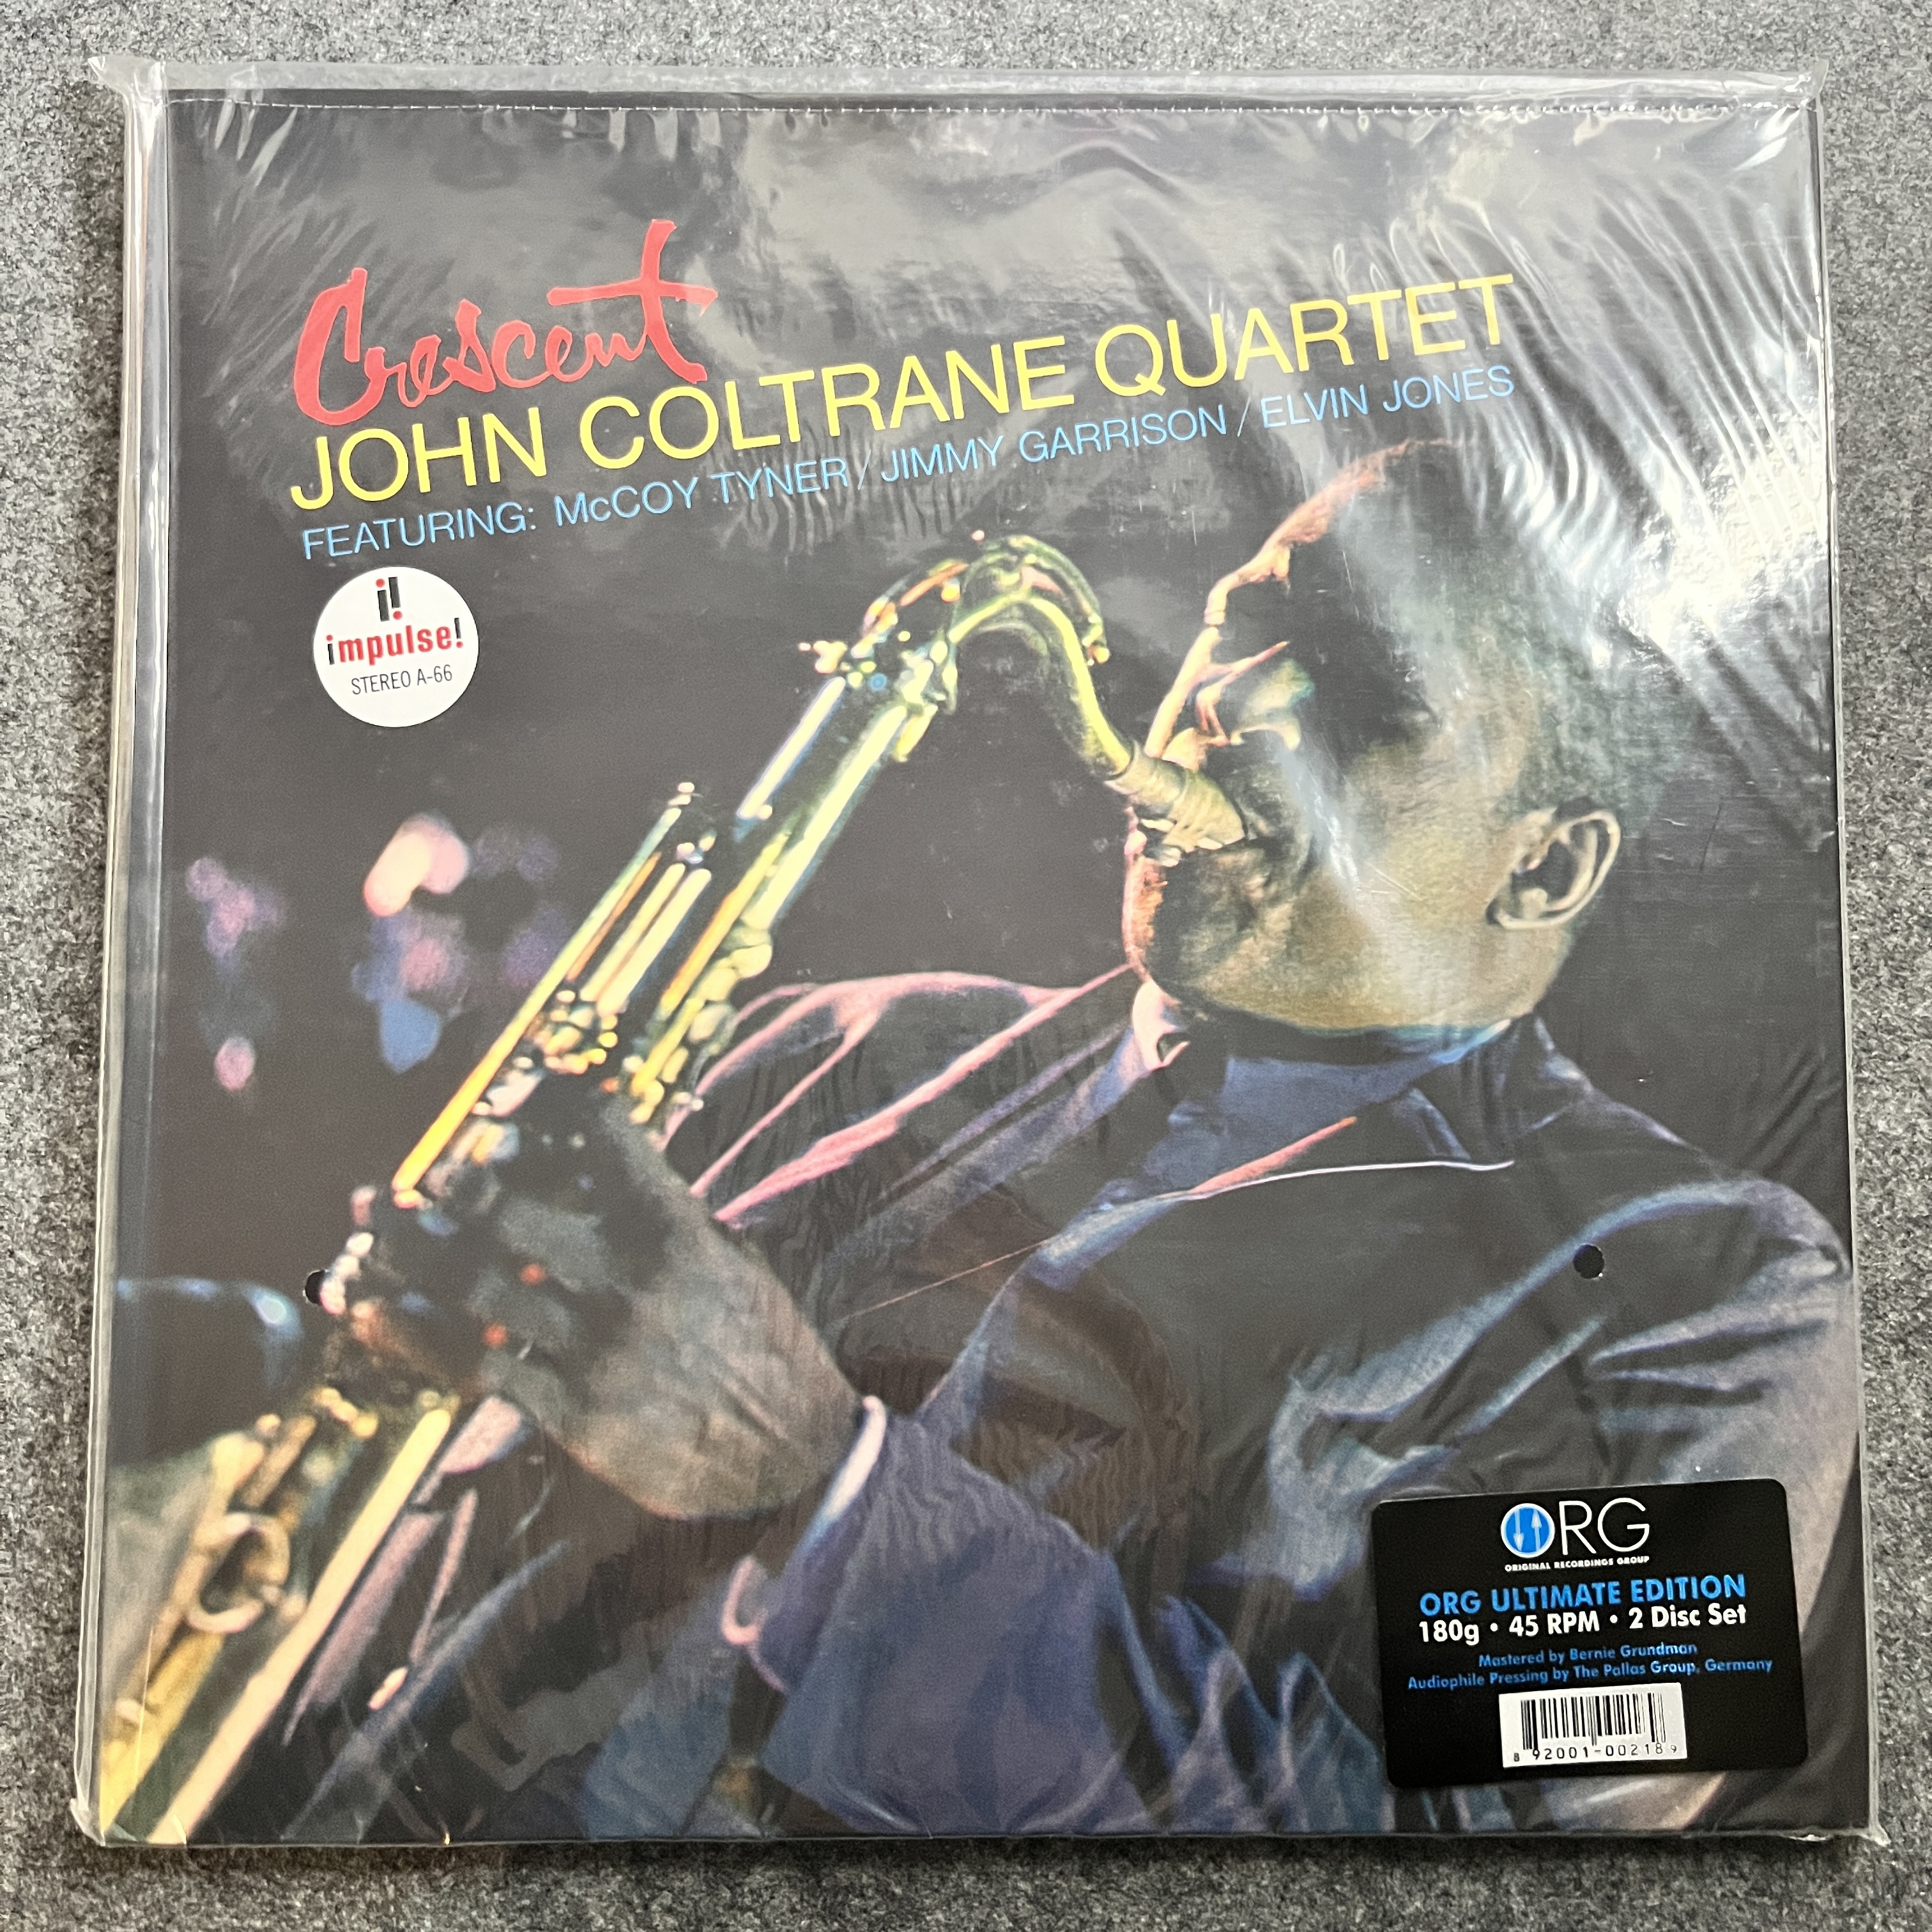 Crescent
JOHN COLTRANE QUARTET
FEATURING: McCOY TYNER / JIMMY GARRISON / ELVIN JONES
i!
impulse!
STEREO A-66
ORG
ORIGINAL RECORDINGS GROUP
ORG ULTIMATE EDITION
180g • 45 RPM • 2 Disc Set
Mastered by Bernie Grundman
Audiophile Pressing by The Pallas Group, Germany
8 92001-00218 9